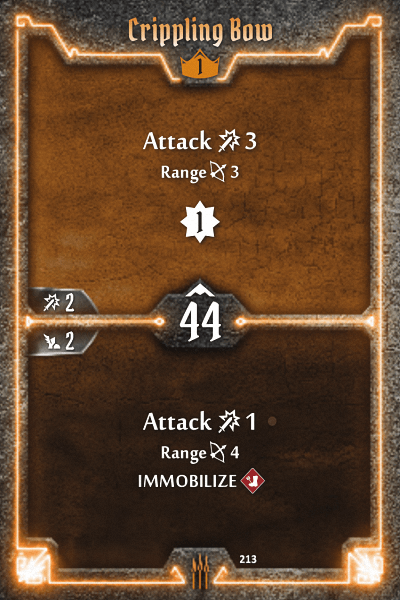 Crippling Bow
1
Attack 3
Range 3
1
2
44
2
Attack 1
Range 4
IMMOBILIZE
213